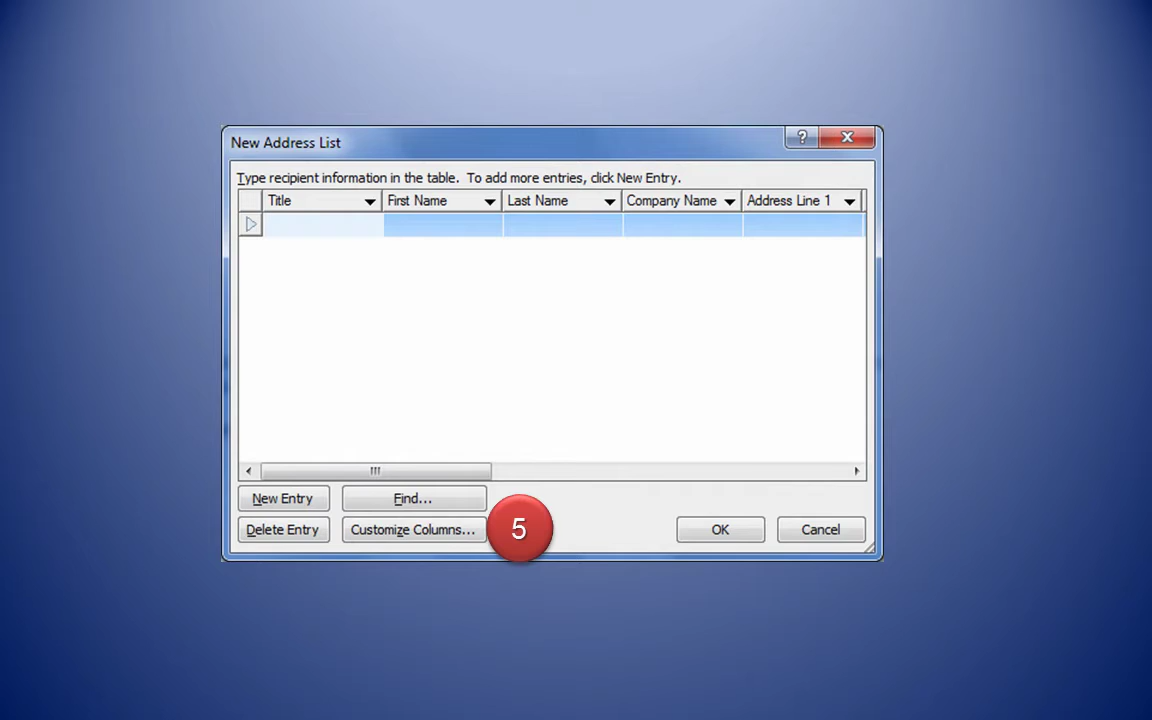 New Address List
?
Type recipient information in the table.  To add more entries, click New Entry.
Title First Name Last Name Company Name Address Line 1
New Entry Find...
Delete Entry Customize Columns... 5 OK Cancel